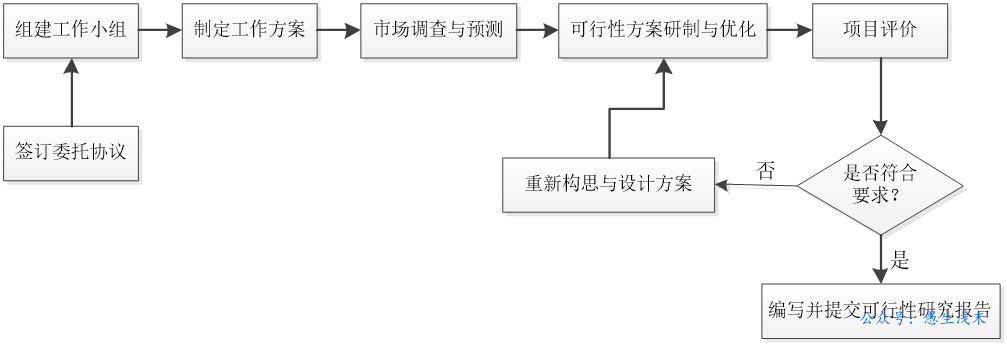 组建工作小组
制定工作方案
市场调查与预测
可行性方案研制与优化
项目评价
签订委托协议
重新构思与设计方案
否
是否符合
要求？
是
编写并提交可行性研究报告
公众号：悠生浅末